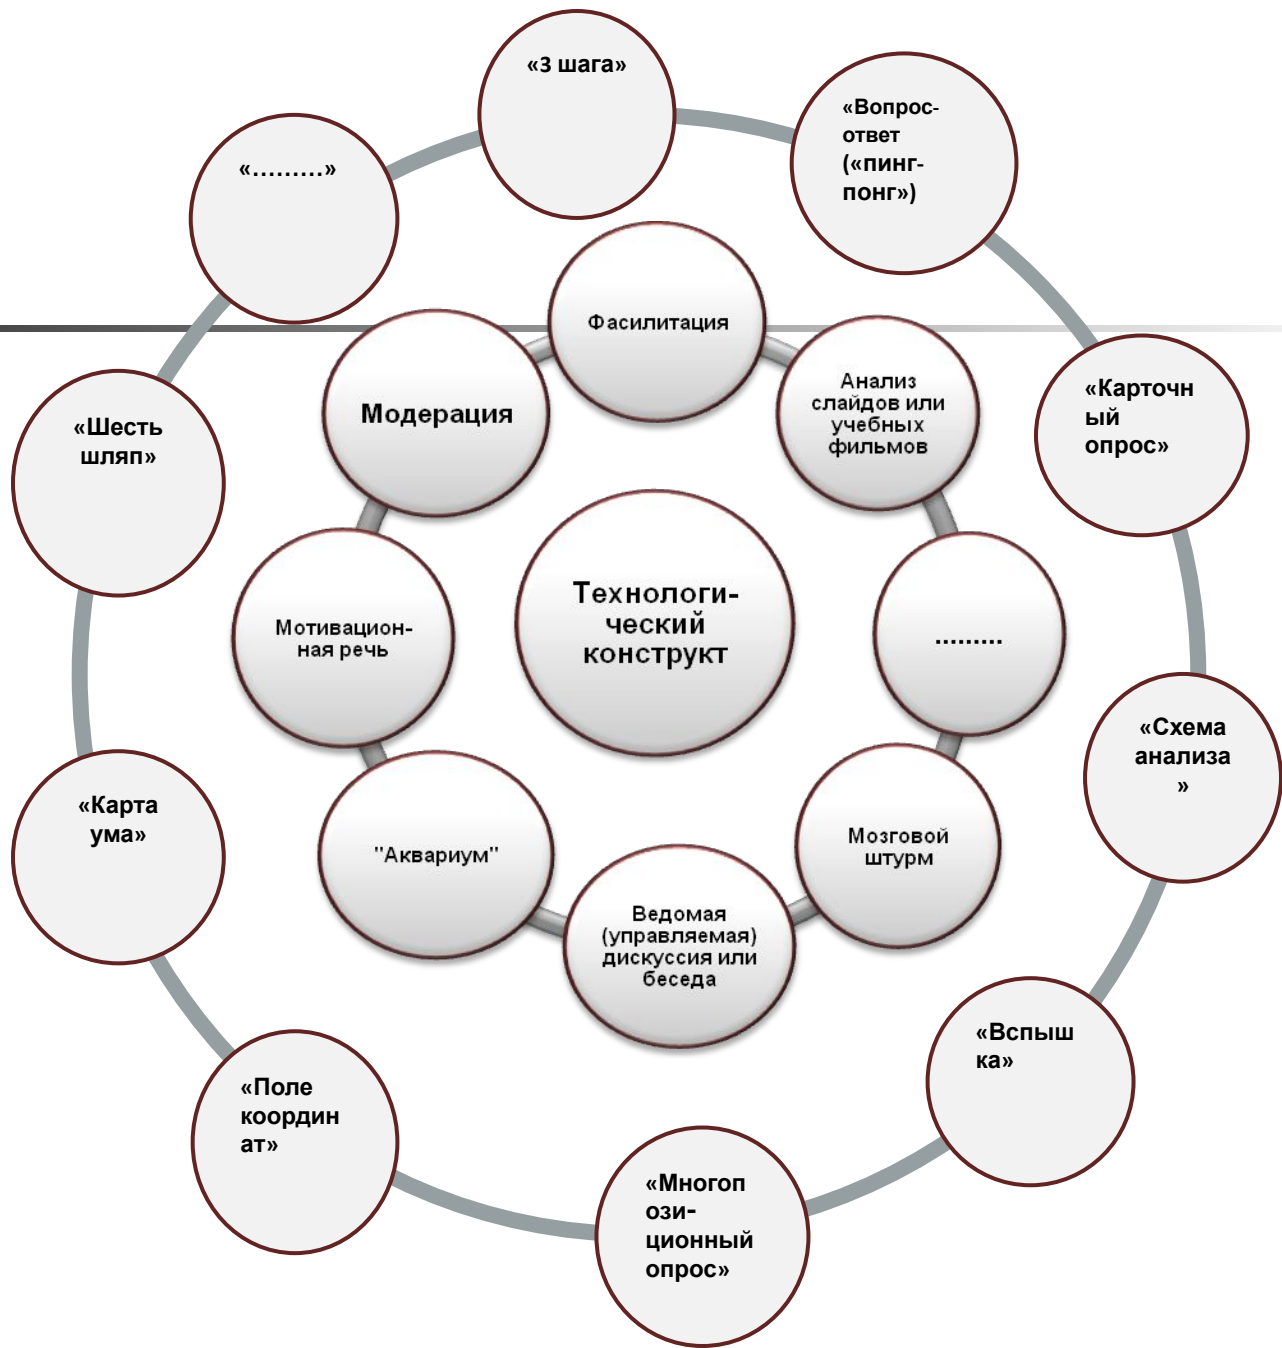 «3 шага»
«Вопрос-
ответ
(«пинг-
понг»)
«………»
Фасилитация
Модерация
Анализ
слайдов или
учебных
фильмов
«Карточн
ый
опрос»
«Шесть
шляп»
Технологи-
ческий
конструкт
Мотивацион-
ная речь
.........
«Схема
анализа
»
«Карта
ума»
"Аквариум"
Мозговой
штурм
Ведомая
(управляемая)
дискуссия или
беседа
«Вспыш
ка»
«Поле
координ
ат»
«Многоп
ози-
ционный
опрос»